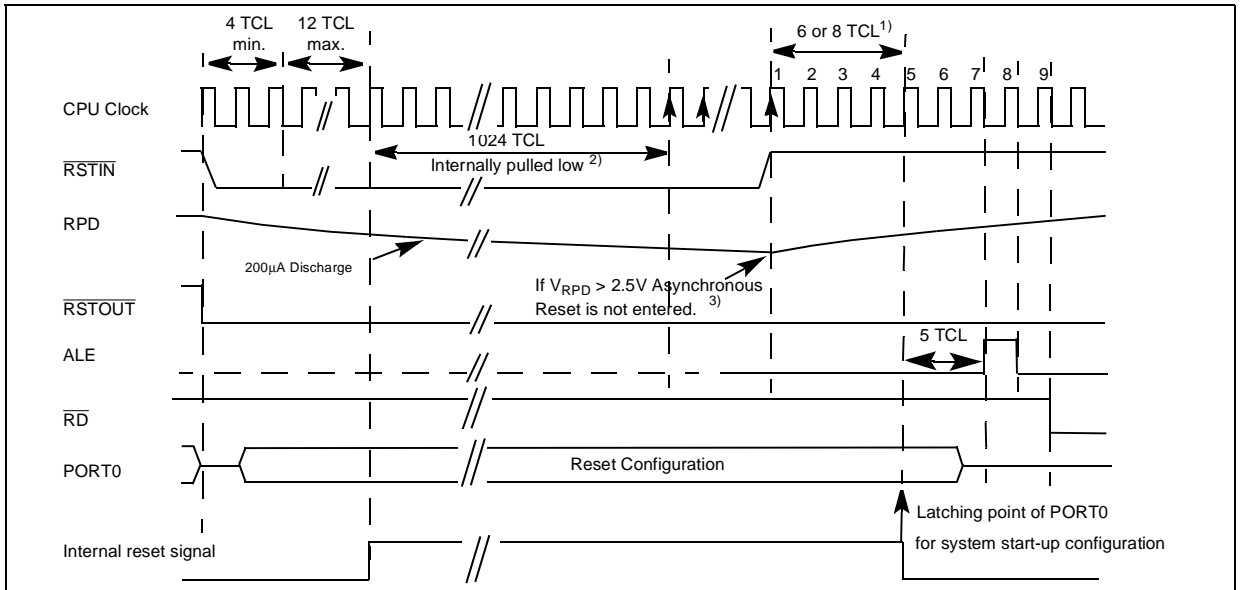 4 TCL
min.
12 TCL
max.
6 or 8 TCL1)
1 2 3 4 5 6 7 8 9
CPU Clock
1024 TCL
Internally pulled low 2)
RSTIN
RPD
200µA Discharge
If VRPD > 2.5V Asynchronous
Reset is not entered. 3)
RSTOUT
5 TCL
ALE
RD
PORT0
Reset Configuration
Latching point of PORT0
for system start-up configuration
Internal reset signal